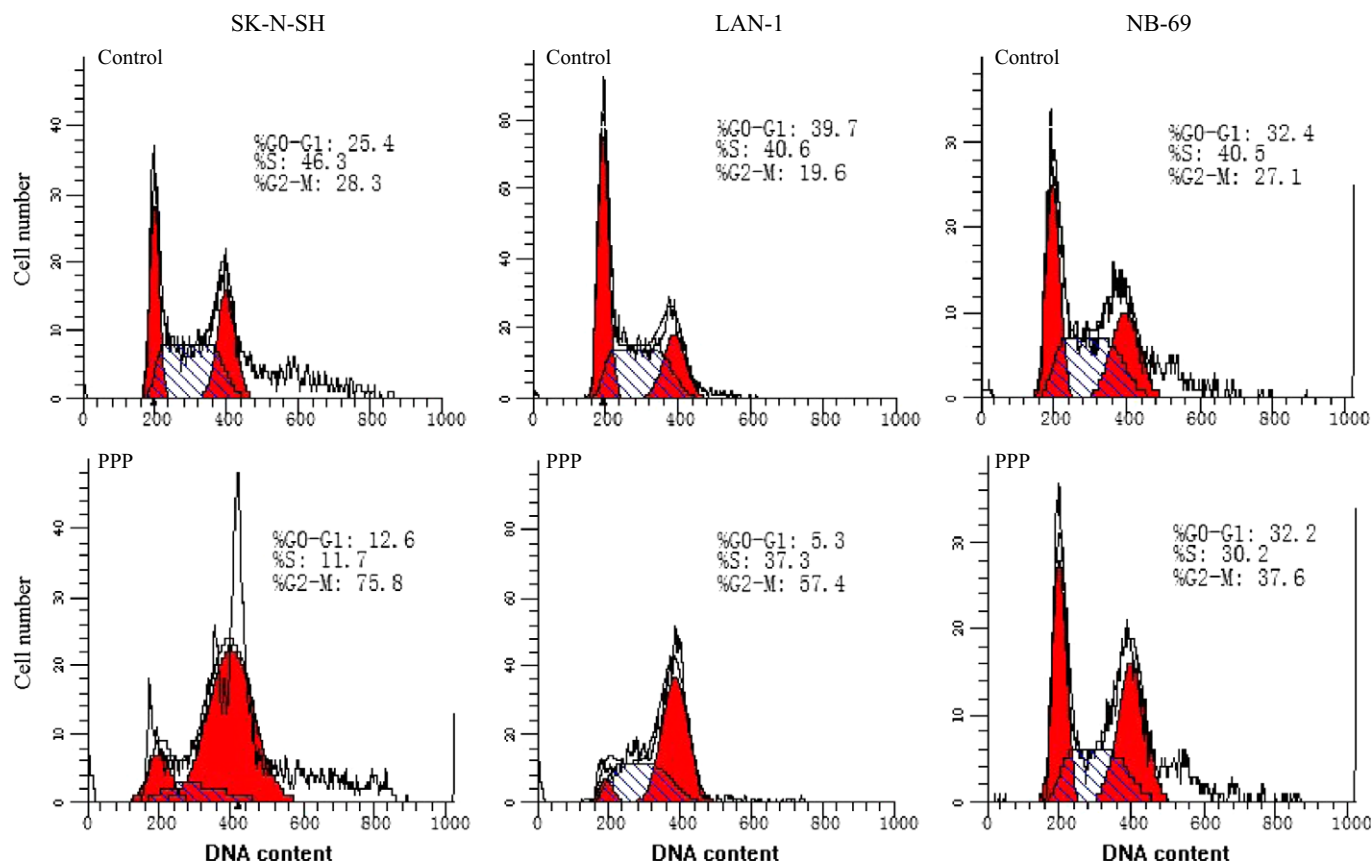 SK-N-SH
LAN-1
NB-69
Control
%G0-G1: 25.4
%S: 46.3
%G2-M: 28.3
Cell number
0 10 20 30 40
0 200 400 600 800 1000
Control
%G0-G1: 39.7
%S: 40.6
%G2-M: 19.6
0 20 40 60 80
0 200 400 600 800 1000
Control
%G0-G1: 32.4
%S: 40.5
%G2-M: 27.1
0 10 20 30
0 200 400 600 800 1000
PPP
%G0-G1: 12.6
%S: 11.7
%G2-M: 75.8
Cell number
0 10 20 30 40
0 200 400 600 800 1000
DNA content
PPP
%G0-G1: 5.3
%S: 37.3
%G2-M: 57.4
0 20 40 60 80
0 200 400 600 800 1000
DNA content
PPP
%G0-G1: 32.2
%S: 30.2
%G2-M: 37.6
0 10 20 30
0 200 400 600 800 1000
DNA content